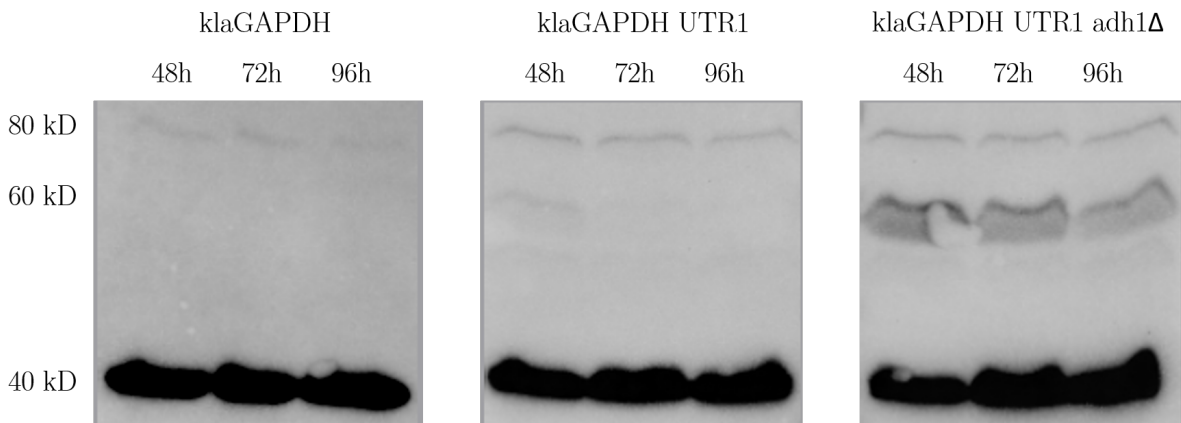 klaGAPDH klaGAPDH UTR1 klaGAPDH UTR1 adh1Δ
48h 72h 96h 48h 72h 96h 48h 72h 96h
80 kD
60 kD
40 kD